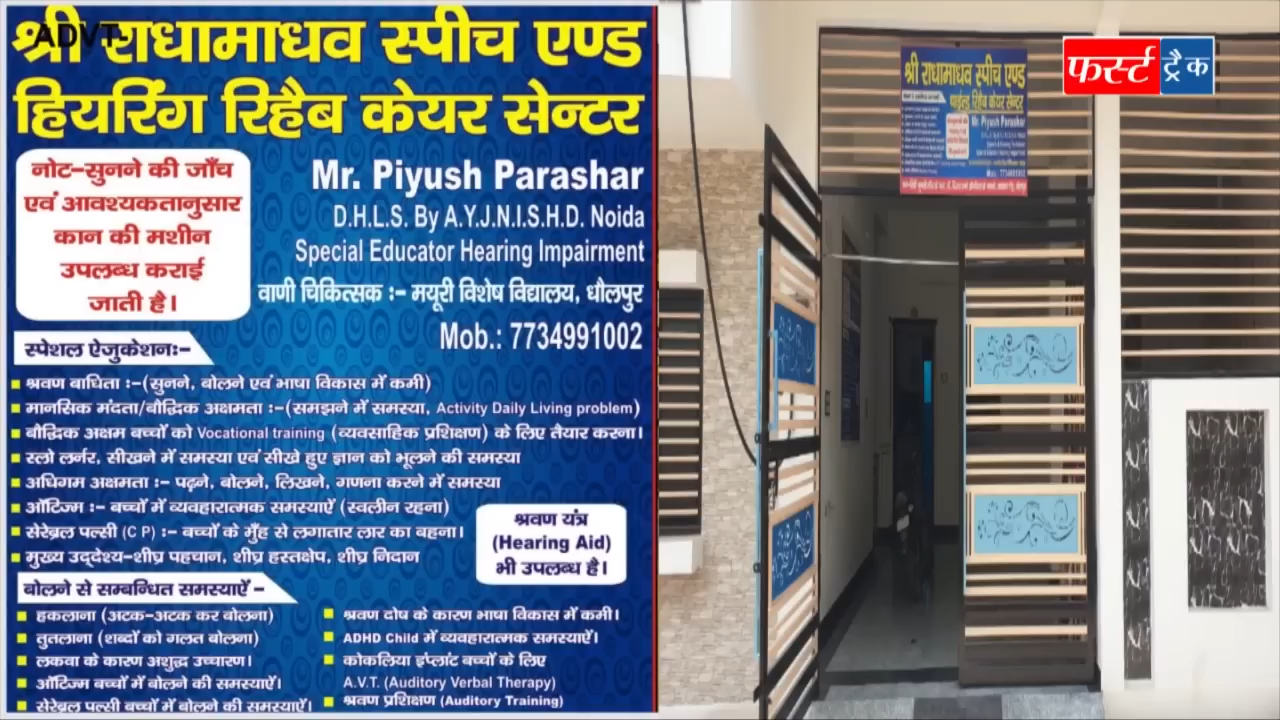 ADVT
श्री राधामाधव स्पीच एण्ड
हियरिंग रिहैब केयर सेन्टर
नोट-सुनने की जाँच
एवं आवश्यकतानुसार
कान की मशीन
उपलब्ध कराई
जाती है।
Mr. Piyush Parashar
D.H.L.S. By A.Y.J.N.I.S.H.D. Noida
Special Educator Hearing Impairment
वाणी चिकित्सक :- मयूरी विशेष विद्यालय, धौलपुर
Mob.: 7734991002
स्पेशल ऐजुकेशनः-
श्रवण बाधिता :-(सुनने, बोलने एवं भाषा विकास में कमी)
मानसिक मंदता/बौद्धिक अक्षमता :-(समझने में समस्या, Activity Daily Living problem)
बौद्धिक अक्षम बच्चों को Vocational training (व्यवसाहिक प्रशिक्षण) के लिए तैयार करना।
स्लो लर्नर, सीखने में समस्या एवं सीखे हुए ज्ञान को भूलने की समस्या
अधिगम अक्षमता :- पढ़ने, बोलने, लिखने, गणना करने में समस्या
ऑटिज्म :- बच्चों में व्यवहारात्मक समस्याऐं (स्वलीन रहना)
सेरेब्रल पल्सी (C P) :- बच्चों के मुँह से लगातार लार का बहना।
मुख्य उद्देश्य-शीघ्र पहचान, शीघ्र हस्तक्षेप, शीघ्र निदान
श्रवण यंत्र
(Hearing Aid)
भी उपलब्ध है।
बोलने से सम्बन्धित समस्याऐं -
हकलाना (अटक-अटक कर बोलना)
तुतलाना (शब्दों को गलत बोलना)
लकवा के कारण अशुद्ध उच्चारण।
ऑटिज्म बच्चों में बोलने की समस्याऐं।
सेरेब्रल पल्सी बच्चों में बोलने की समस्याऐं।
श्रवण दोष के कारण भाषा विकास में कमी।
ADHD Child में व्यवहारात्मक समस्याऐं।
कोकलिया इंप्लांट बच्चों के लिए
A.V.T. (Auditory Verbal Therapy)
श्रवण प्रशिक्षण (Auditory Training)
श्री राधामाधव स्पीच एण्ड
रिहैब केयर सेन्टर
Mr. Piyush Parashar
फर्स्ट ट्रैक